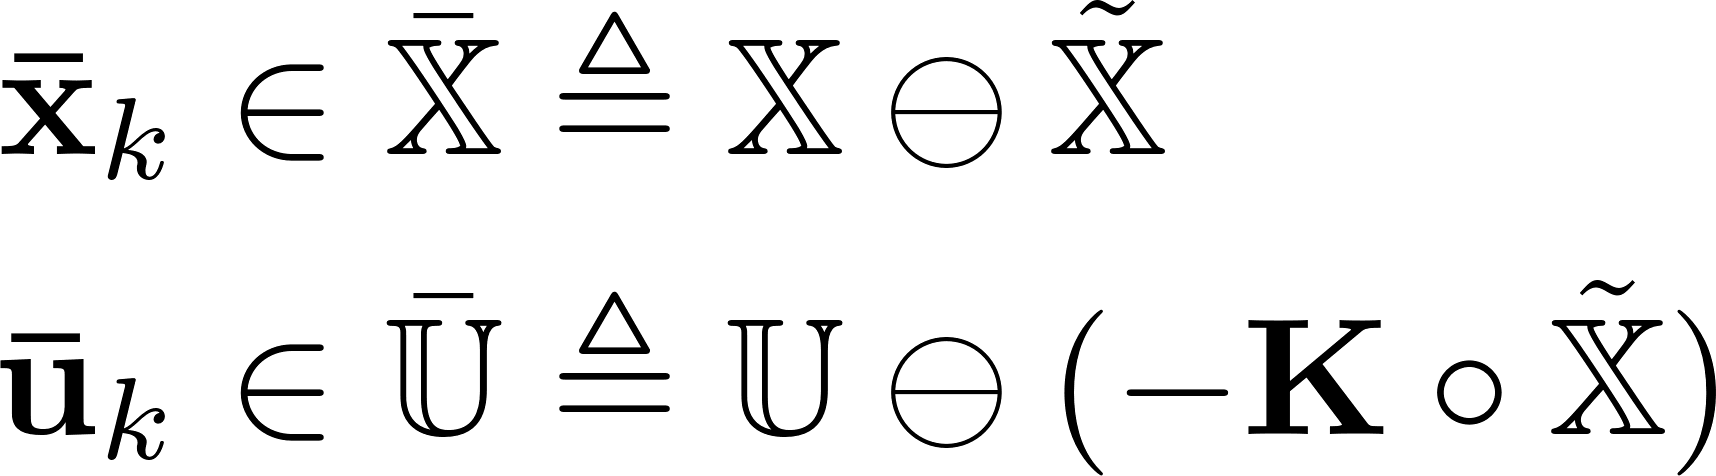 x̄ₖ ∈ 𝕏̄ ≜ 𝕏 ⊖ 𝕏̃
ūₖ ∈ 𝕌̄ ≜ 𝕌 ⊖ (−K ∘ 𝕏̃)